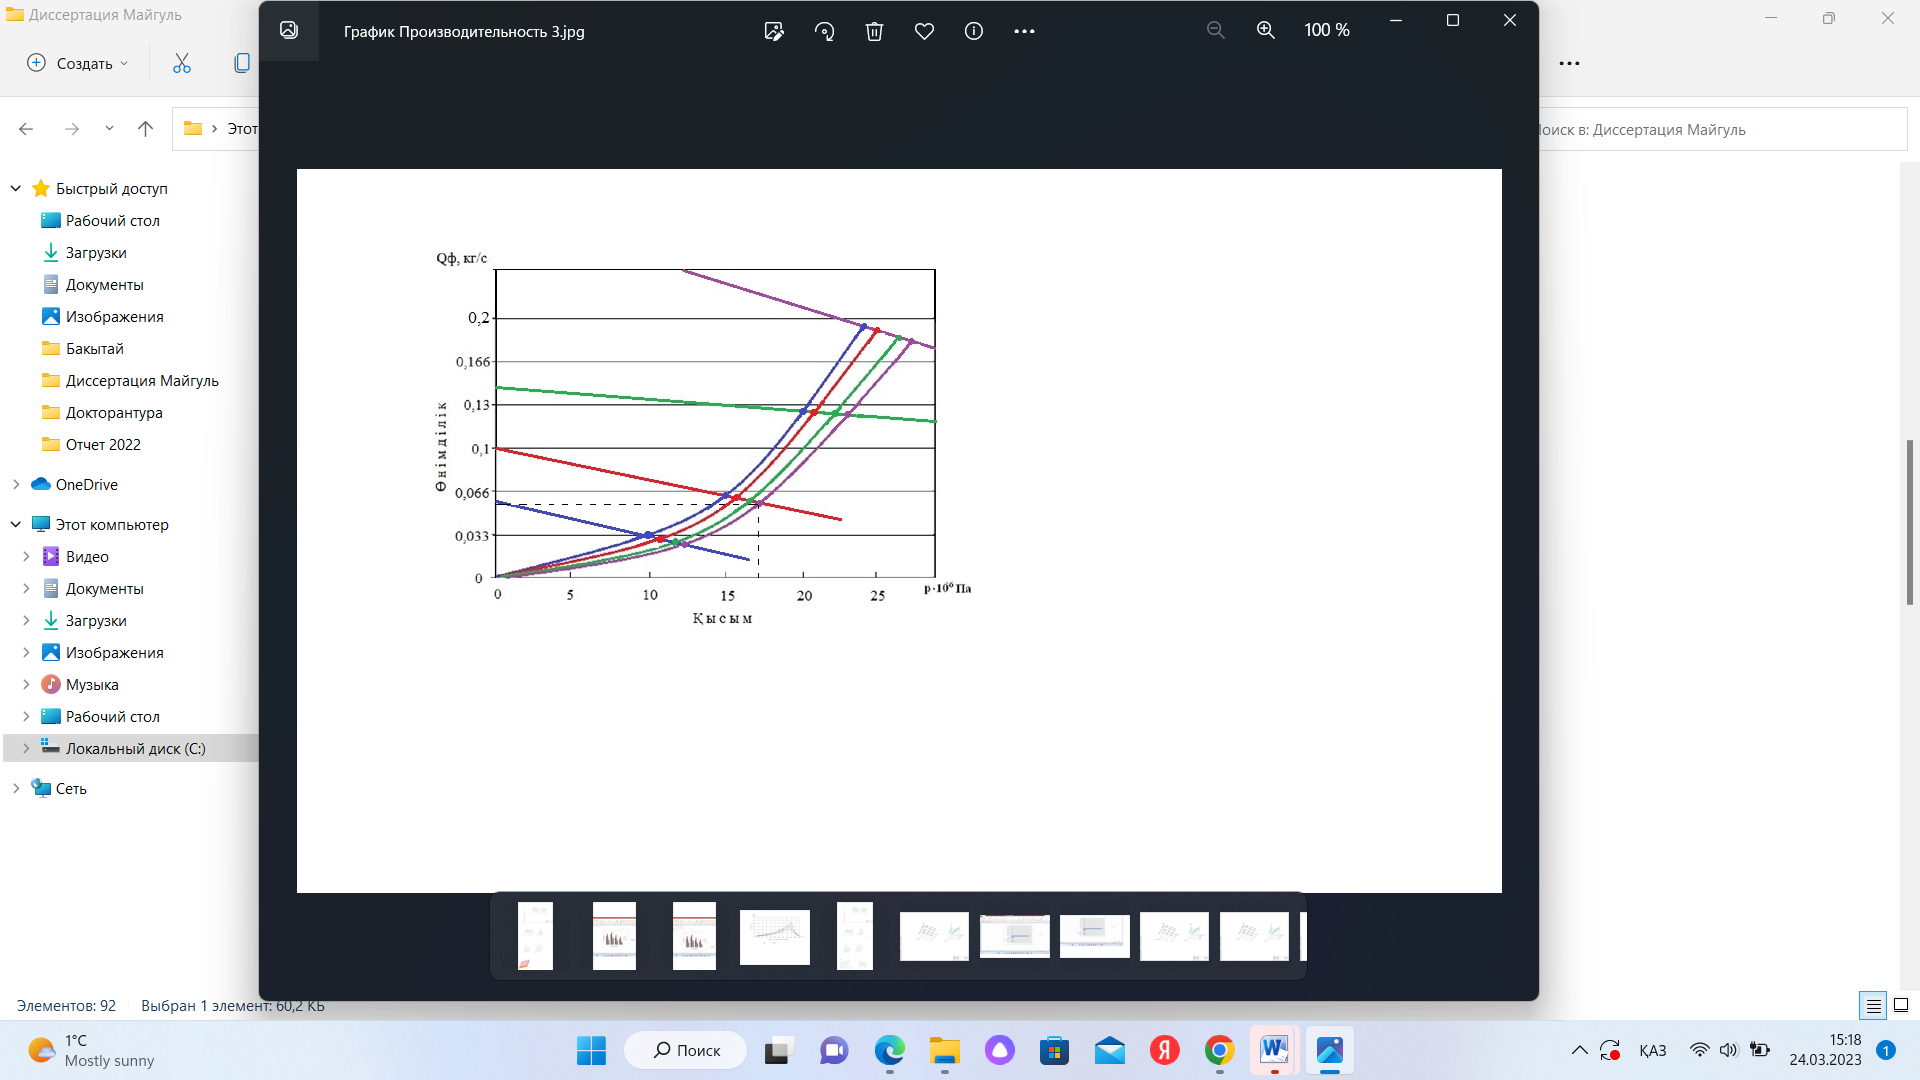 Диссертация Майгуль
График Производительность 3.jpg
100 %
Создать
Этот
Поиск в: Диссертация Майгуль
Быстрый доступ
Рабочий стол
Загрузки
Документы
Изображения
Бакытай
Диссертация Майгуль
Докторантура
Отчет 2022
OneDrive
Этот компьютер
Видео
Документы
Загрузки
Изображения
Музыка
Рабочий стол
Локальный диск (C:)
Сеть
Qф, кг/с
0,2
0,166
0,13
0,1
0,066
0,033
0
Өнімділік
0 5 10 15 20 25
р·10⁶ Па
Қысым
Элементов: 92 Выбран 1 элемент: 60,2 КБ
1°C
Mostly sunny
Поиск
ҚАЗ
15:18
24.03.2023
1